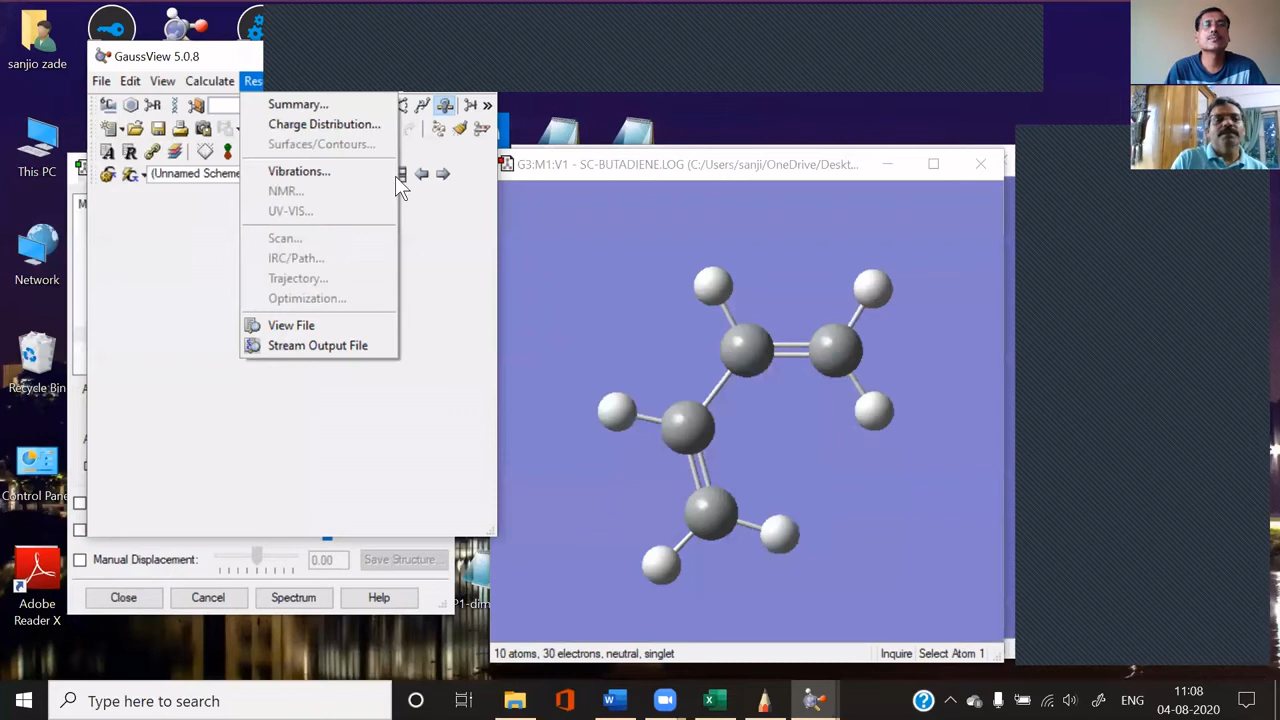 sanjio zade
This PC
Network
Recycle Bin
Control Pane
Adobe
Reader X
GaussView 5.0.8
File Edit View Calculate Res
(Unnamed Scheme
Summary...
Charge Distribution...
Surfaces/Contours...
Vibrations...
NMR...
UV-VIS...
Scan...
IRC/Path...
Trajectory...
Optimization...
View File
Stream Output File
Manual Displacement: 0.00 Save Structure...
Close Cancel Spectrum Help
P1-dim
G3:M1:V1 - SC-BUTADIENE.LOG (C:/Users/sanji/OneDrive/Deskt...
10 atoms, 30 electrons, neutral, singlet Inquire Select Atom 1
Type here to search
ENG
11:08
04-08-2020